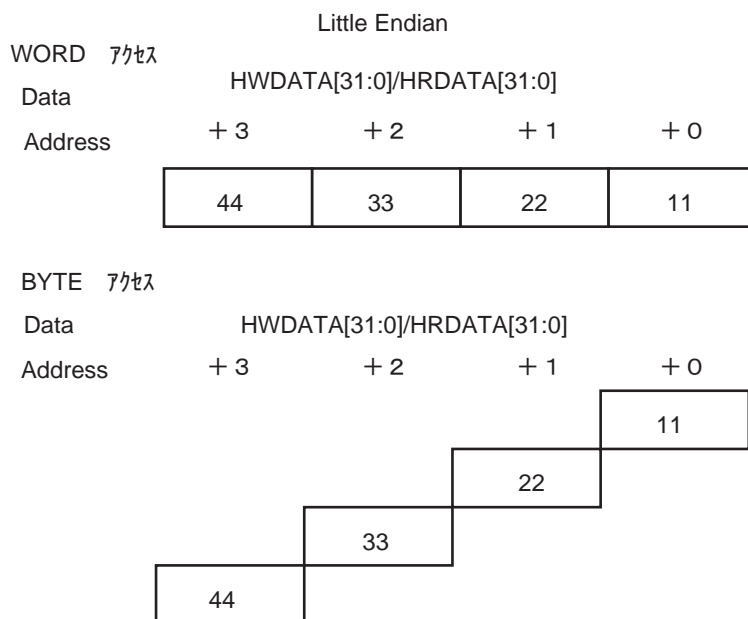 Little Endian
WORD ｱｸｾｽ
HWDATA[31:0]/HRDATA[31:0]
Data
Address ＋３ ＋２ ＋１ ＋０
44 33 22 11
BYTE ｱｸｾｽ
Data HWDATA[31:0]/HRDATA[31:0]
Address ＋３ ＋２ ＋１ ＋０
11
22
33
44